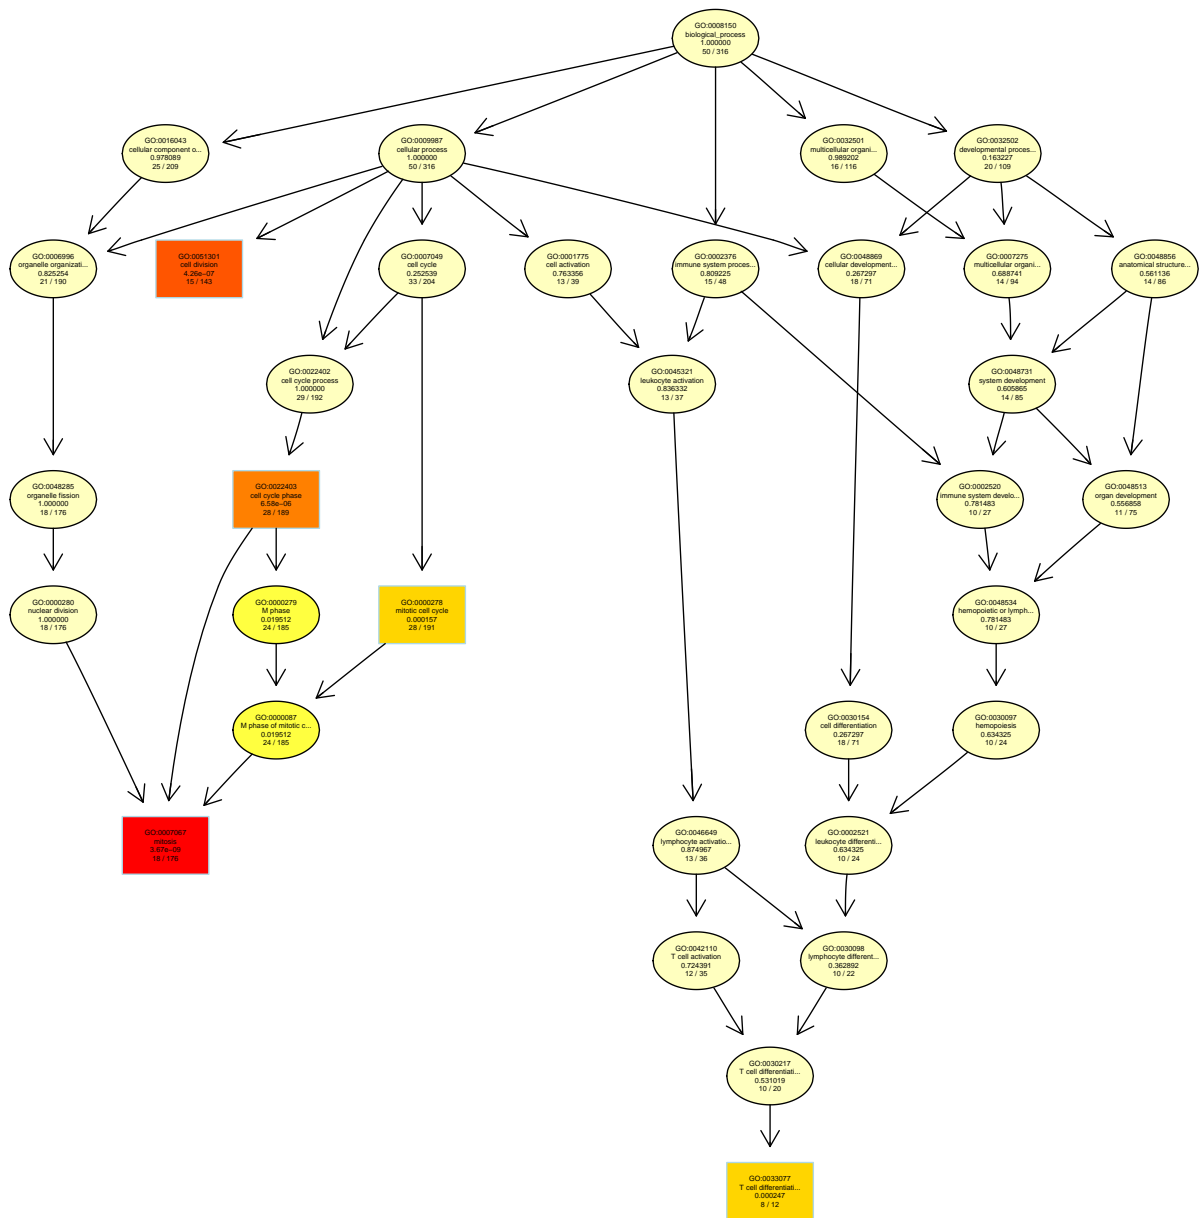 GO:0008150
biological_process
1.000000
50 / 316
GO:0016043
cellular component o...
0.978089
25 / 209
GO:0009987
cellular process
1.000000
50 / 316
GO:0032501
multicellular organi...
0.989202
16 / 116
GO:0032502
developmental proces...
0.163227
20 / 109
GO:0006996
organelle organizati...
0.825254
21 / 190
GO:0051301
cell division
4.26e−07
15 / 143
GO:0007049
cell cycle
0.252539
33 / 204
GO:0001775
cell activation
0.763356
13 / 39
GO:0002376
immune system proces...
0.809225
15 / 48
GO:0048869
cellular development...
0.267297
18 / 71
GO:0007275
multicellular organi...
0.688741
14 / 94
GO:0048856
anatomical structure...
0.561136
14 / 86
GO:0022402
cell cycle process
1.000000
29 / 192
GO:0045321
leukocyte activation
0.836332
13 / 37
GO:0048731
system development
0.605865
14 / 85
GO:0048285
organelle fission
1.000000
18 / 176
GO:0022403
cell cycle phase
6.58e−06
28 / 189
GO:0002520
immune system develo...
0.781483
10 / 27
GO:0048513
organ development
0.556858
11 / 75
GO:0000280
nuclear division
1.000000
18 / 176
GO:0000279
M phase
0.019512
24 / 185
GO:0000278
mitotic cell cycle
0.000157
28 / 191
GO:0048534
hemopoietic or lymph...
0.781483
10 / 27
GO:0000087
M phase of mitotic c...
0.019512
24 / 185
GO:0030154
cell differentiation
0.267297
18 / 71
GO:0030097
hemopoiesis
0.634325
10 / 24
GO:0007067
mitosis
3.67e−09
18 / 176
GO:0046649
lymphocyte activatio...
0.874967
13 / 36
GO:0002521
leukocyte differenti...
0.634325
10 / 24
GO:0042110
T cell activation
0.724391
12 / 35
GO:0030098
lymphocyte different...
0.362892
10 / 22
GO:0030217
T cell differentiati...
0.531019
10 / 20
GO:0033077
T cell differentiati...
0.000247
8 / 12